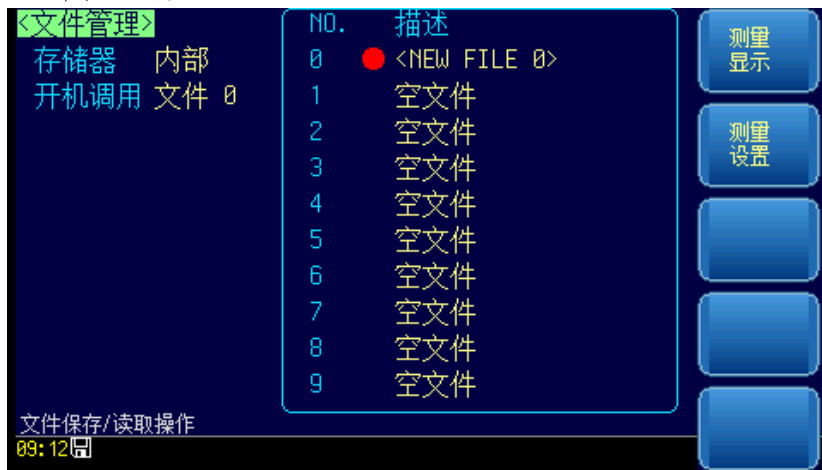 <文件管理>
存储器 内部
开机调用 文件 0
NO. 描述
0 <NEW FILE 0>
1 空文件
2 空文件
3 空文件
4 空文件
5 空文件
6 空文件
7 空文件
8 空文件
9 空文件
测量
显示
测量
设置
文件保存/读取操作
09:12